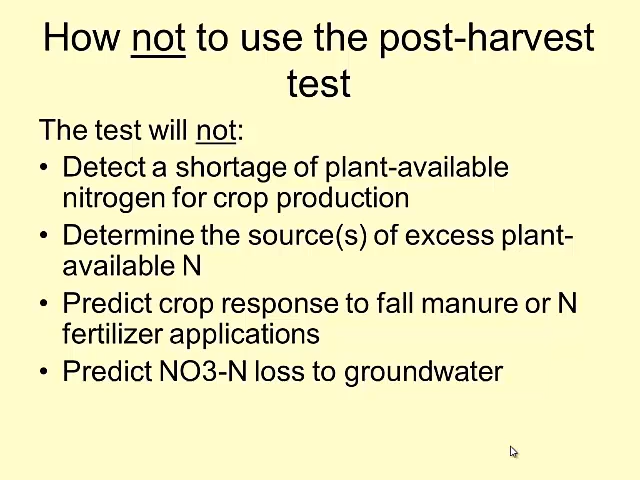 How not to use the post-harvest
test
The test will not:
• Detect a shortage of plant-available
nitrogen for crop production
• Determine the source(s) of excess plant-
available N
• Predict crop response to fall manure or N
fertilizer applications
• Predict NO3-N loss to groundwater